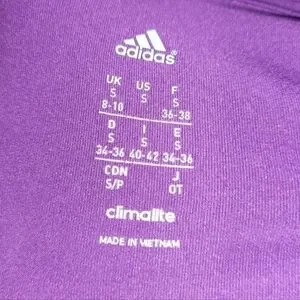 adidas
UK US F
S S S
8-10 36-38
D I E
S S S
34-36 40-42 34-36
CDN J
S/P OT
climalite
MADE IN VIETNAM